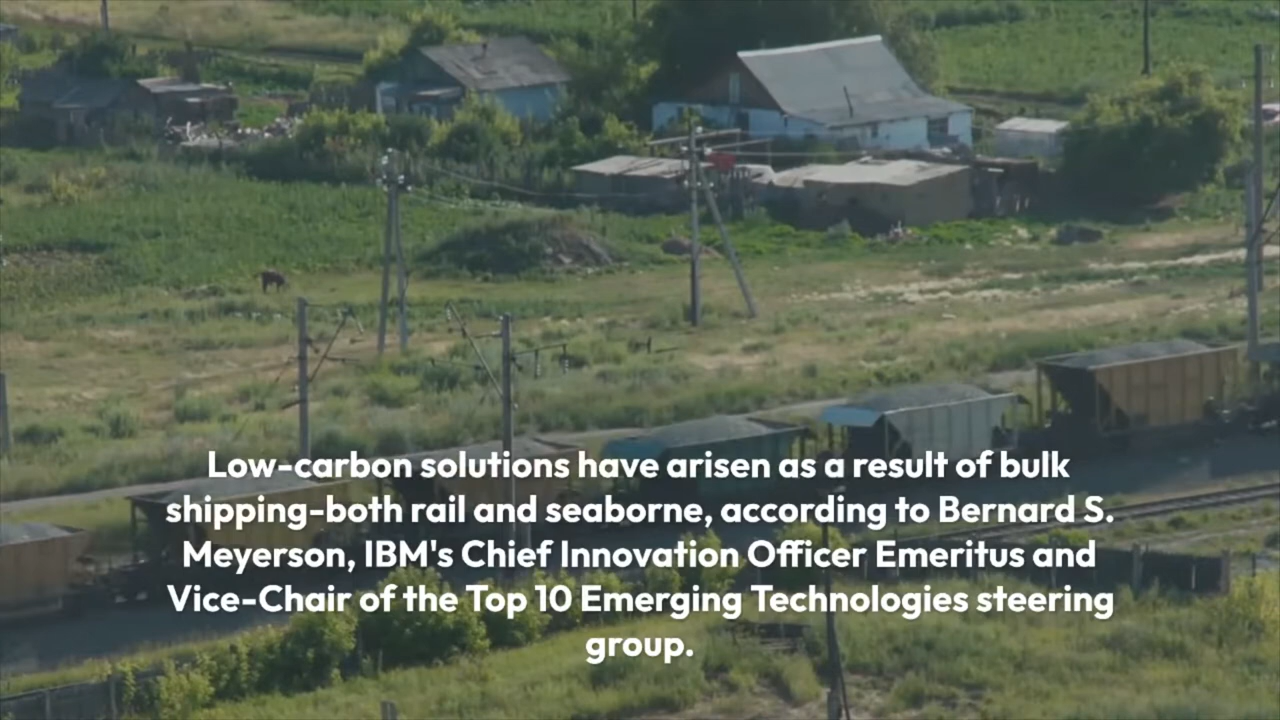 Low-carbon solutions have arisen as a result of bulk
shipping-both rail and seaborne, according to Bernard S.
Meyerson, IBM's Chief Innovation Officer Emeritus and
Vice-Chair of the Top 10 Emerging Technologies steering
group.